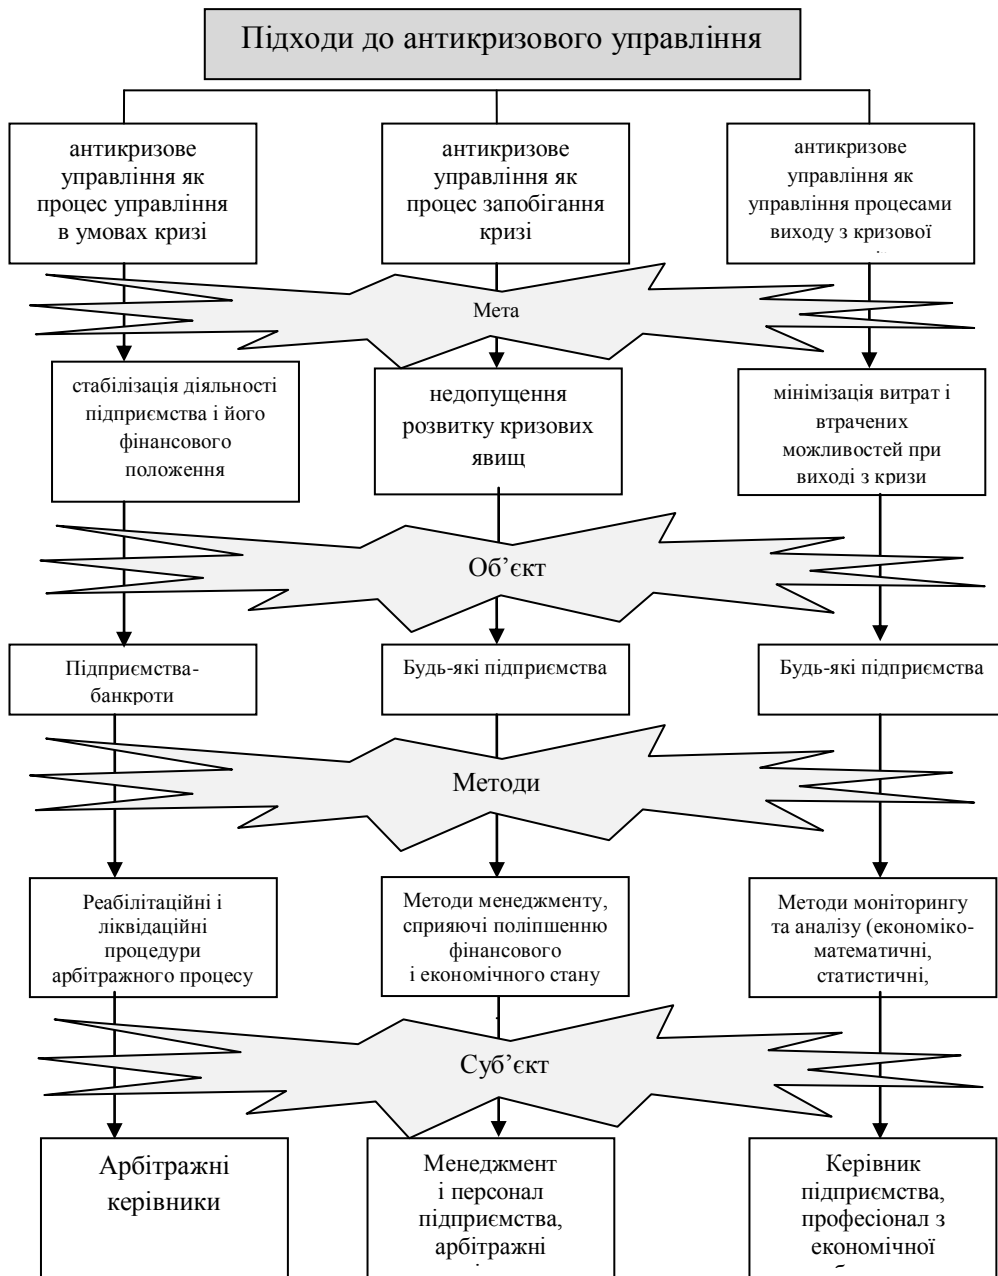 Підходи до антикризового управління
антикризове
управління як
процес управління
в умовах кризі
антикризове
управління як
процес запобігання
кризі
антикризове
управління як
управління процесами
виходу з кризової
Мета
стабілізація діяльності
підприємства і його
фінансового
положення
недопущення
розвитку кризових
явищ
мінімізація витрат і
втрачених
можливостей при
виході з кризи
Об’єкт
Підприємства-
банкроти
Будь-які підприємства
Будь-які підприємства
Методи
Реабілітаційні і
ліквідаційні
процедури
арбітражного процесу
Методи менеджменту,
сприяючі поліпшенню
фінансового
і економічного стану
Методи моніторингу
та аналізу (економіко-
математичні,
статистичні,
Суб’єкт
Арбітражні
керівники
Менеджмент
і персонал
підприємства,
арбітражні
Керівник
підприємства,
професіонал з
економічної